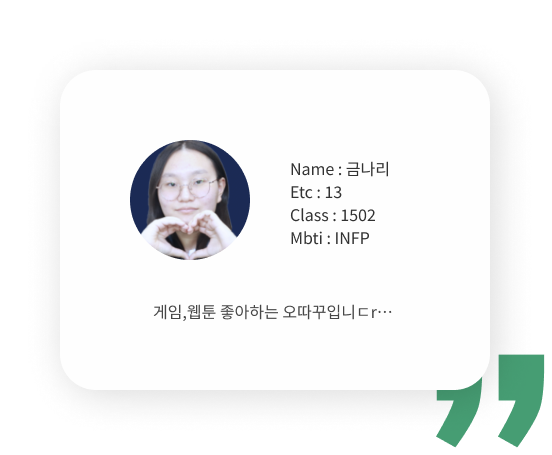 Name : 금나리
Etc : 13
Class : 1502
Mbti : INFP
게임,웹툰 좋아하는 오따꾸입니ㄷr…